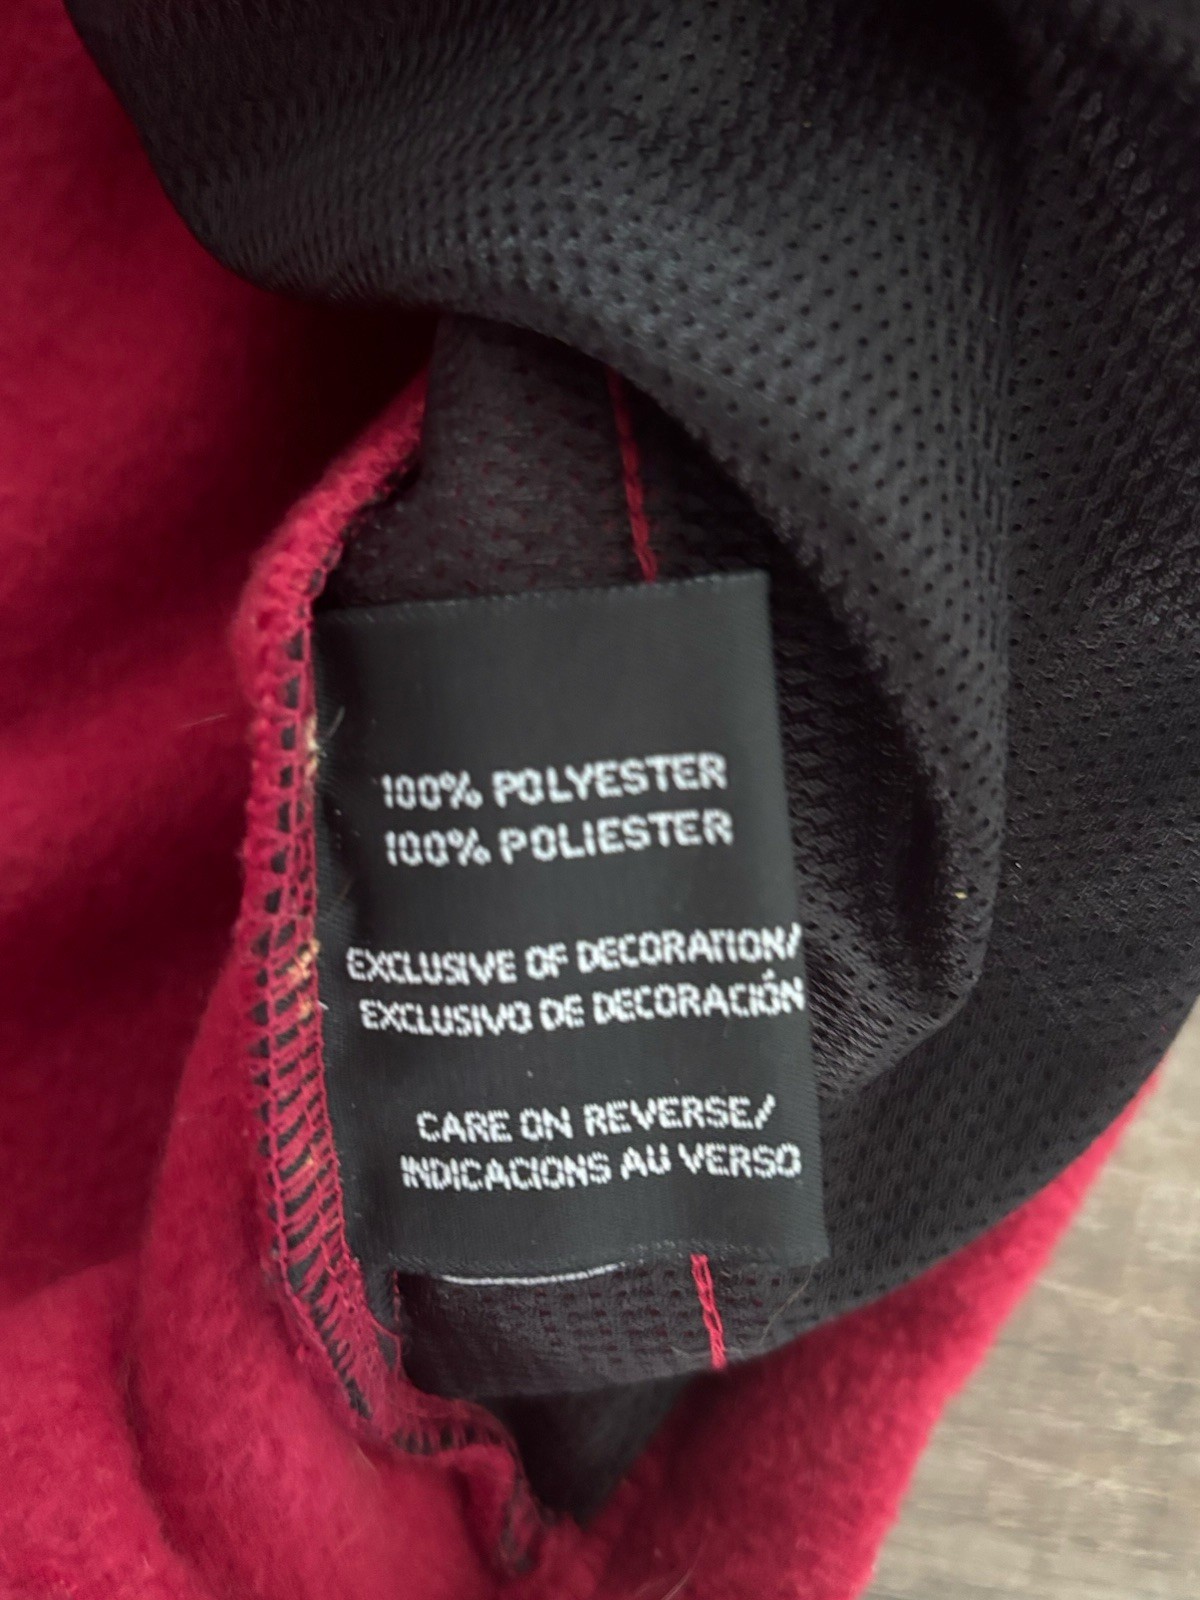 100% POLYESTER
100% POLIESTER
EXCLUSIVE OF DECORATION/
EXCLUSIVO DE DECORACIÓN
CARE ON REVERSE/
INDICACIONS AU VERSO